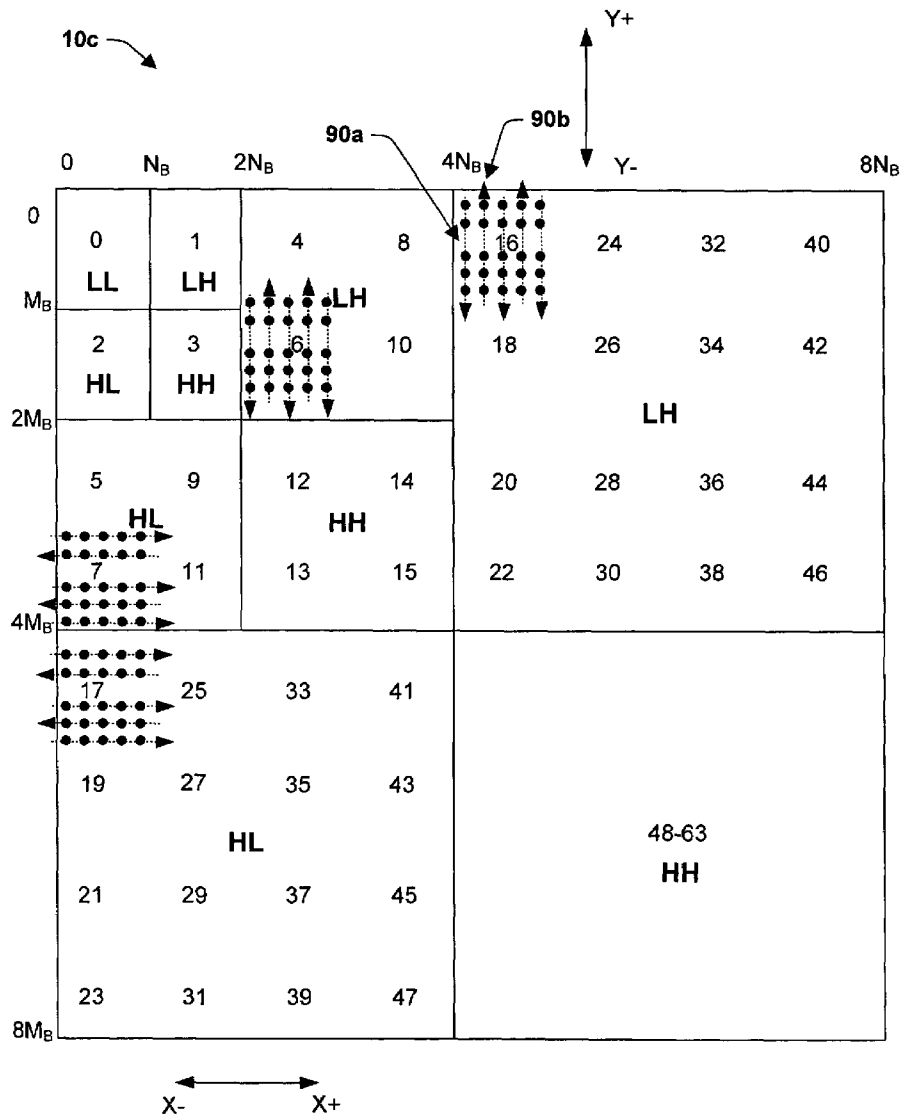 Y+
10c
90b
90a
0 N_B 2N_B 4N_B Y- 8N_B
0
0 1 4 8 16 24 32 40
LL LH LH
M_B
2 3 6 10 18 26 34 42
HL HH
2M_B
LH
5 9 12 14 20 28 36 44
HL HH
7 11 13 15 22 30 38 46
4M_B
17 25 33 41
19 27 35 43
HL
48-63
HH
21 29 37 45
23 31 39 47
8M_B
X- X+